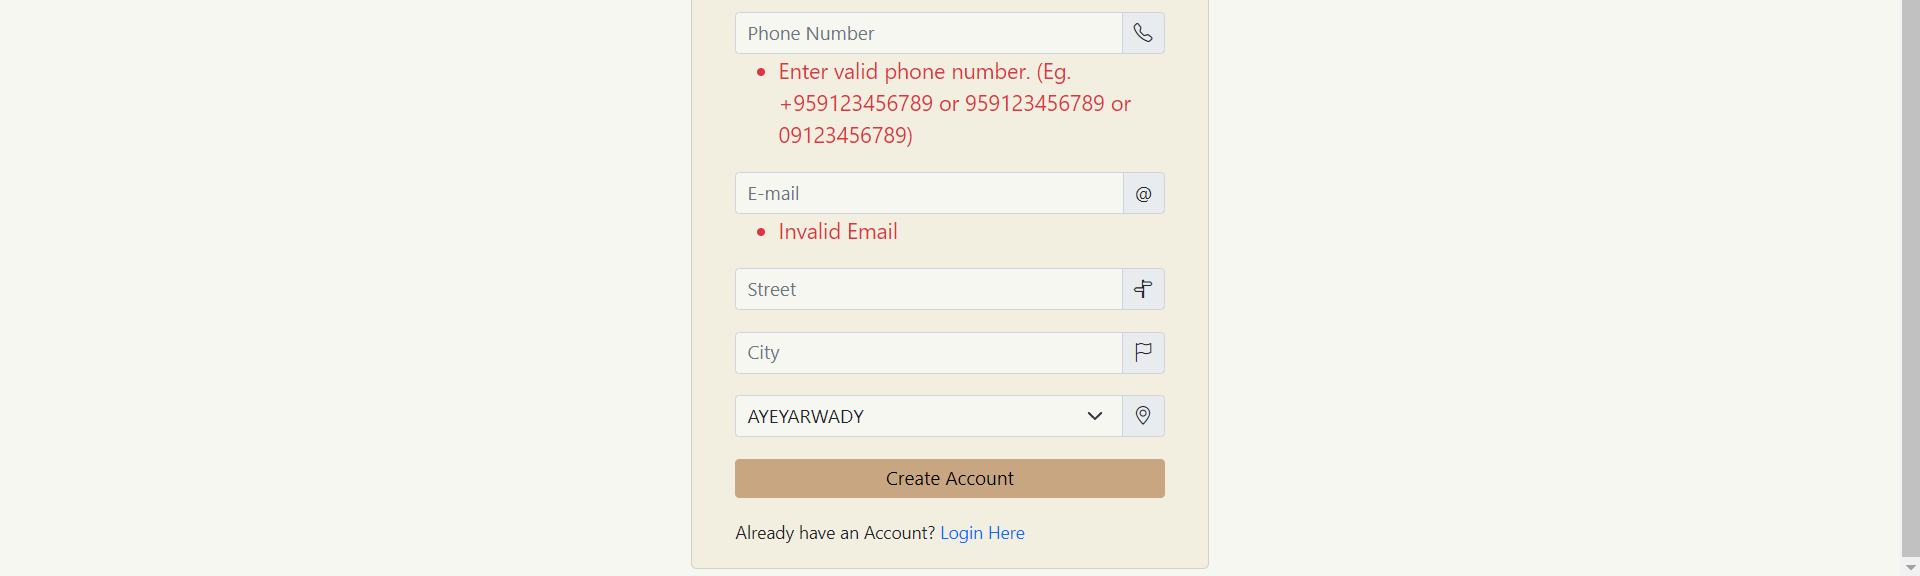 Phone Number
Enter valid phone number. (Eg.
+959123456789 or 959123456789 or
09123456789)
E-mail
@
Invalid Email
Street
City
AYEYARWADY
Create Account
Already have an Account? Login Here